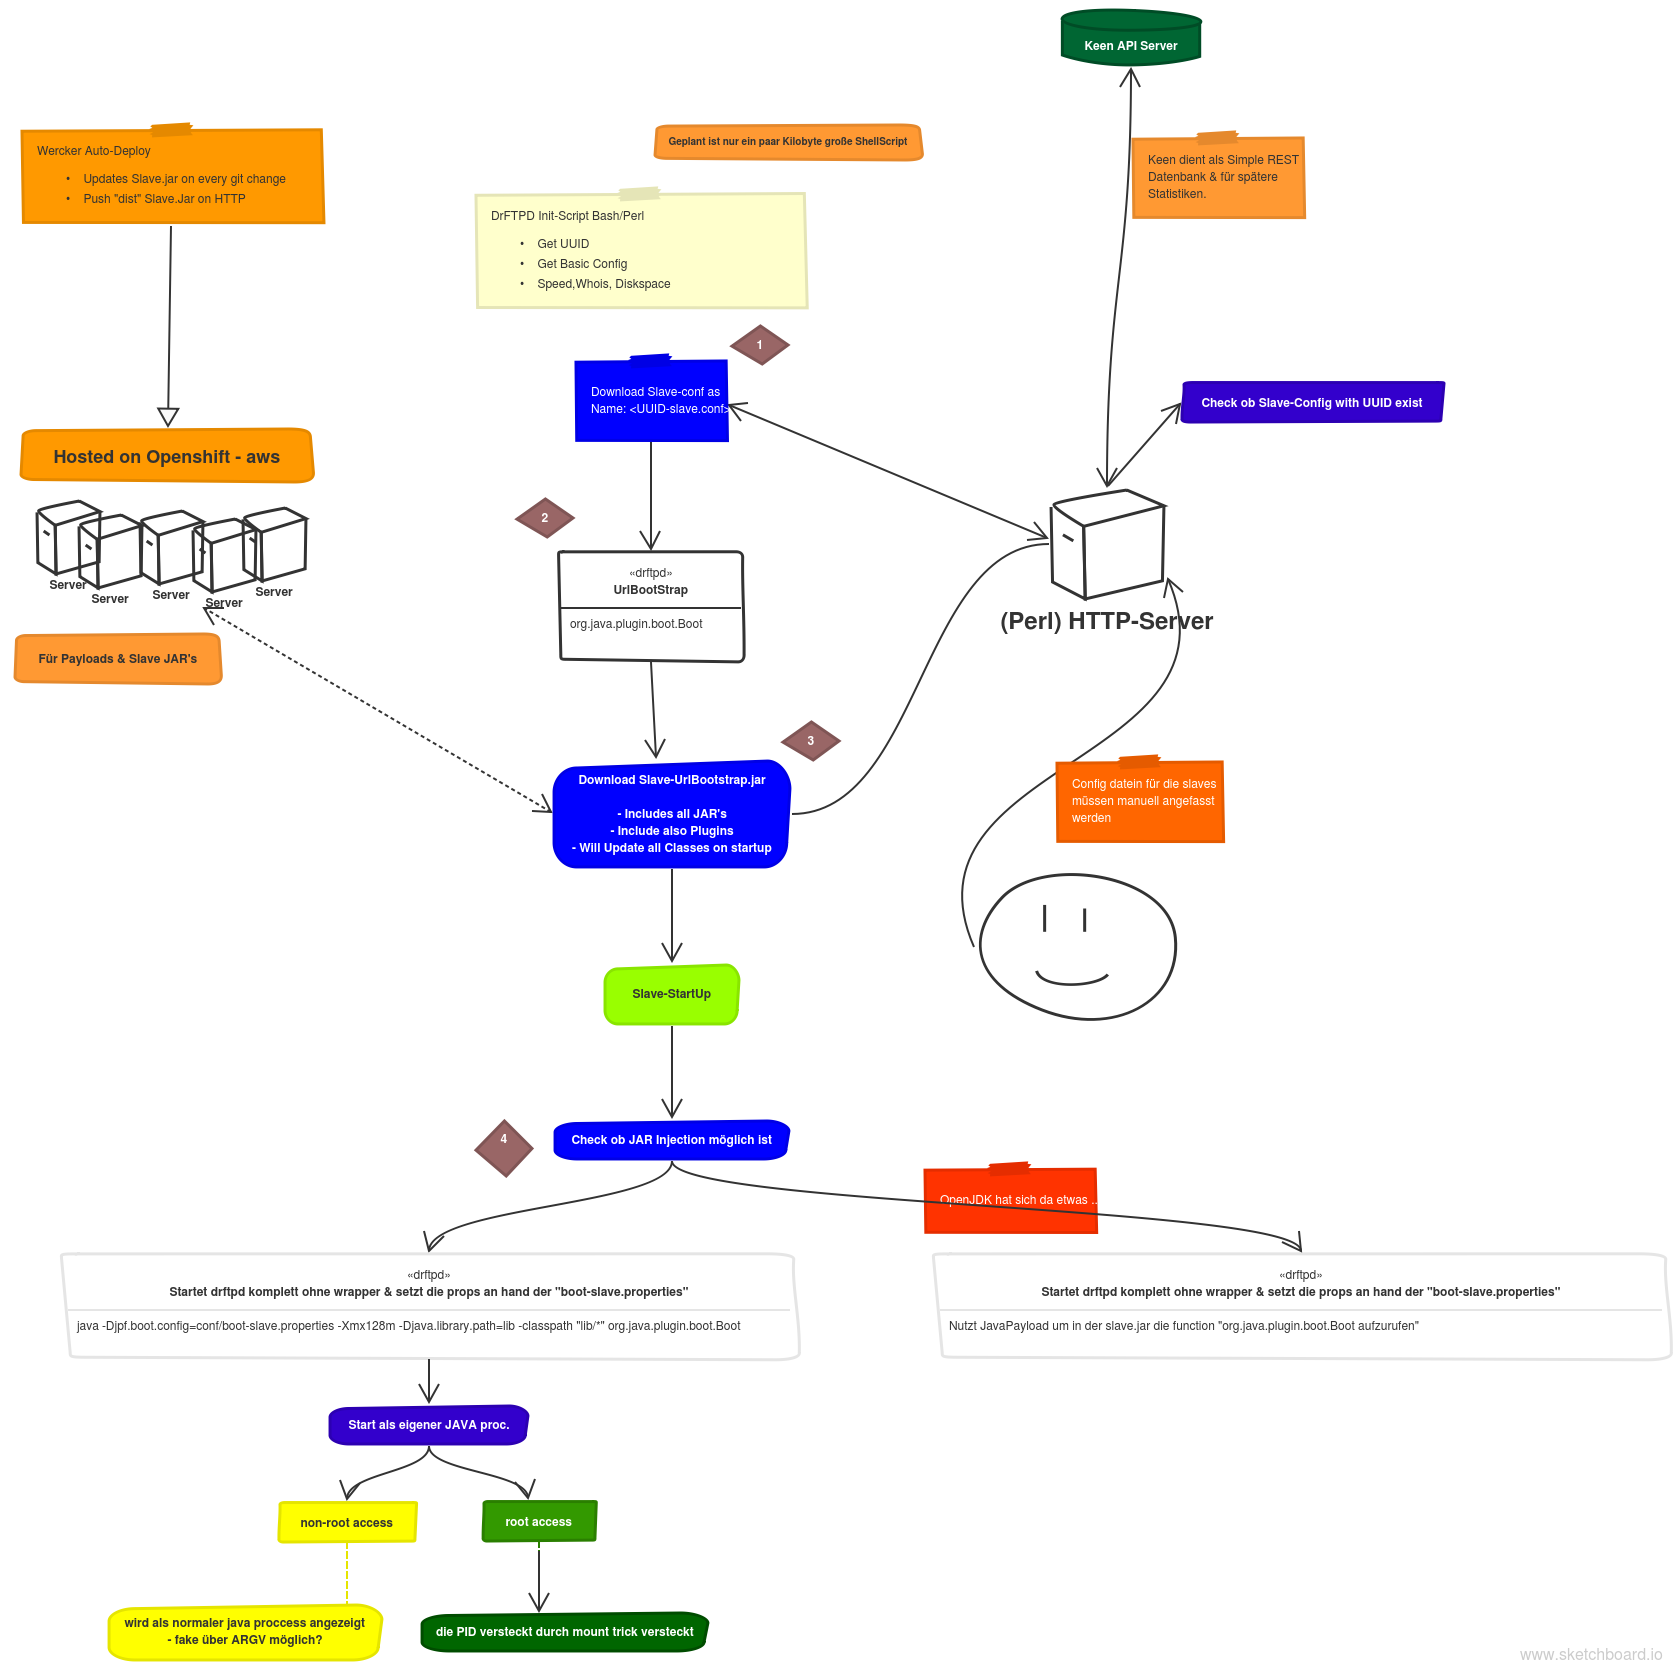 Keen API Server
Wercker Auto-Deploy
• Updates Slave.jar on every git change
• Push "dist" Slave.Jar on HTTP
Geplant ist nur ein paar Kilobyte große ShellScript
Keen dient als Simple REST
Datenbank & für spätere
Statistiken.
DrFTPD Init-Script Bash/Perl
• Get UUID
• Get Basic Config
• Speed,Whois, Diskspace
1
Download Slave-conf as
Name: <UUID-slave.conf>
Check ob Slave-Config with UUID exist
Hosted on Openshift - aws
2
Server
Server
Server
Server
Server
«drftpd»
UrlBootStrap
org.java.plugin.boot.Boot
(Perl) HTTP-Server
Für Payloads & Slave JAR's
3
Download Slave-UrlBootstrap.jar
- Includes all JAR's
- Include also Plugins
- Will Update all Classes on startup
Config datein für die slaves
müssen manuell angefasst
werden
Slave-StartUp
4
Check ob JAR Injection möglich ist
OpenJDK hat sich da etwas ...
«drftpd»
Startet drftpd komplett ohne wrapper & setzt die props an hand der "boot-slave.properties"
java -Djpf.boot.config=conf/boot-slave.properties -Xmx128m -Djava.library.path=lib -classpath "lib/*" org.java.plugin.boot.Boot
«drftpd»
Startet drftpd komplett ohne wrapper & setzt die props an hand der "boot-slave.properties"
Nutzt JavaPayload um in der slave.jar die function "org.java.plugin.boot.Boot aufzurufen"
Start als eigener JAVA proc.
non-root access
root access
wird als normaler java proccess angezeigt
- fake über ARGV möglich?
die PID versteckt durch mount trick versteckt
www.sketchboard.io